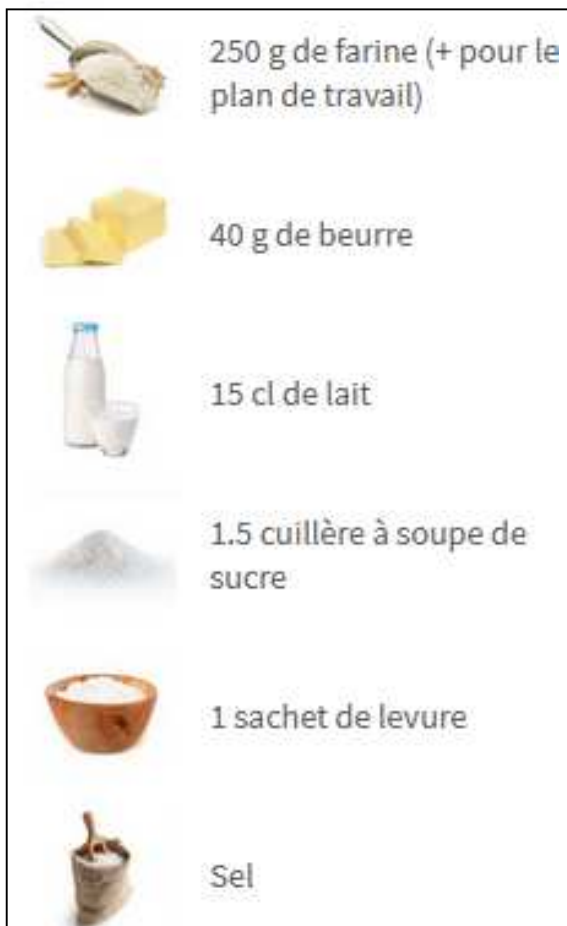 250 g de farine (+ pour le
plan de travail)
40 g de beurre
15 cl de lait
1.5 cuillère à soupe de
sucre
1 sachet de levure
Sel